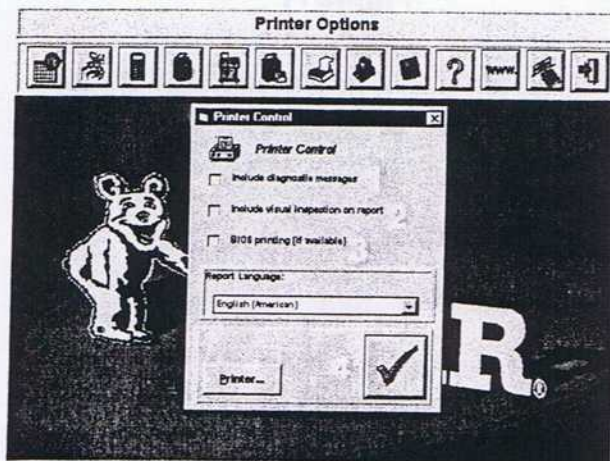 Printer Options
?
www.
Printer Control
Printer Control
Include diagnostic messages
Include visual inspection on report
BIOS printing (if available)
Report Language:
English (American)
Printer...
R®